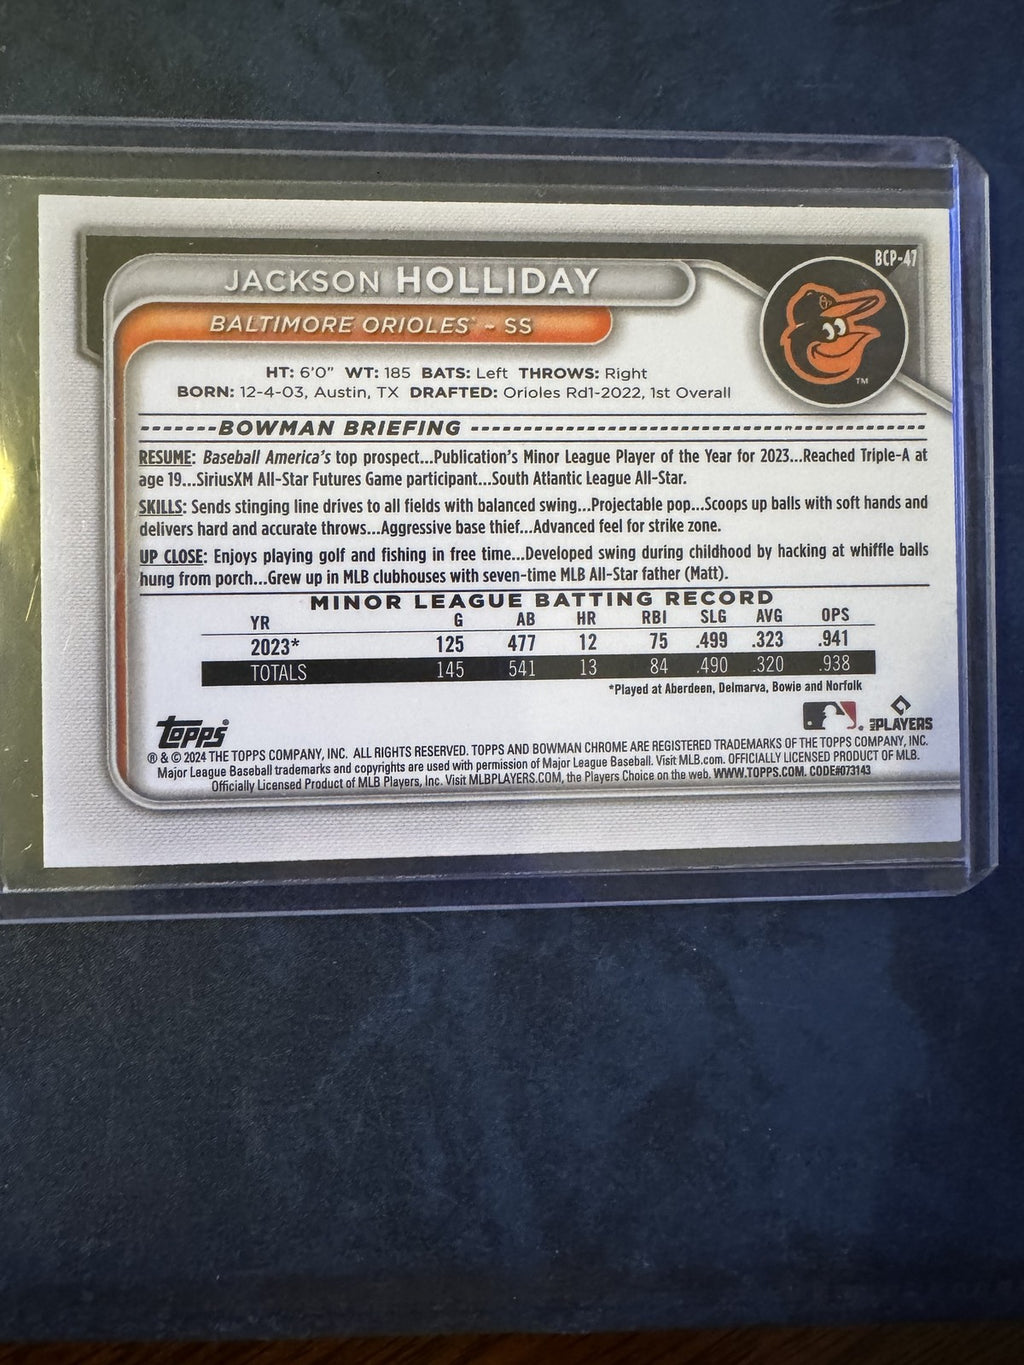 BCP-47
JACKSON HOLLIDAY
BALTIMORE ORIOLES™ - SS
TM
HT: 6'0" WT: 185 BATS: Left THROWS: Right
BORN: 12-4-03, Austin, TX DRAFTED: Orioles Rd1-2022, 1st Overall
BOWMAN BRIEFING
RESUME: Baseball America's top prospect...Publication's Minor League Player of the Year for 2023...Reached Triple-A at
age 19...SiriusXM All-Star Futures Game participant...South Atlantic League All-Star.
SKILLS: Sends stinging line drives to all fields with balanced swing...Projectable pop...Scoops up balls with soft hands and
delivers hard and accurate throws...Aggressive base thief...Advanced feel for strike zone.
UP CLOSE: Enjoys playing golf and fishing in free time...Developed swing during childhood by hacking at whiffle balls
hung from porch...Grew up in MLB clubhouses with seven-time MLB All-Star father (Matt).
MINOR LEAGUE BATTING RECORD
YR G AB HR RBI SLG AVG OPS
2023* 125 477 12 75 .499 .323 .941
TOTALS 145 541 13 84 .490 .320 .938
*Played at Aberdeen, Delmarva, Bowie and Norfolk
Topps®
MLB PLAYERS
® & © 2024 THE TOPPS COMPANY, INC. ALL RIGHTS RESERVED. TOPPS AND BOWMAN CHROME ARE REGISTERED TRADEMARKS OF THE TOPPS COMPANY, INC.
Major League Baseball trademarks and copyrights are used with permission of Major League Baseball. Visit MLB.com. OFFICIALLY LICENSED PRODUCT OF MLB.
Officially Licensed Product of MLB Players, Inc. Visit MLBPLAYERS.COM, the Players Choice on the web. WWW.TOPPS.COM. CODE#073143